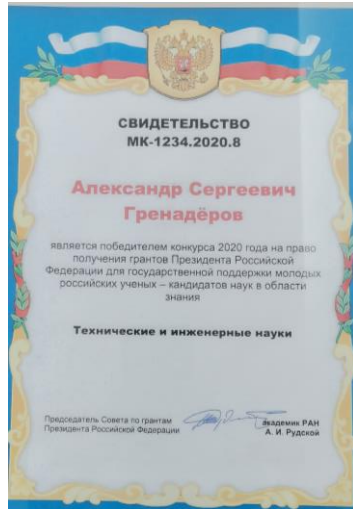 СВИДЕТЕЛЬСТВО
МК-1234.2020.8
Александр Сергеевич
Гренадёров
является победителем конкурса 2020 года на право
получения грантов Президента Российской
Федерации для государственной поддержки молодых
российских ученых – кандидатов наук в области
знания
Технические и инженерные науки
Председатель Совета по грантам
Президента Российской Федерации
академик РАН
А. И. Рудской